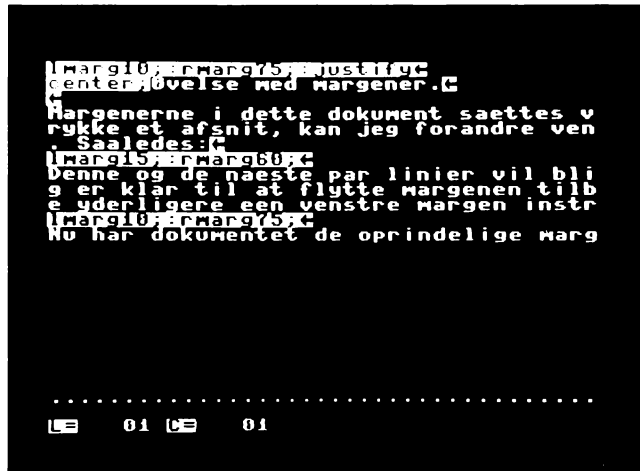 lmarg10;:rmarg75;:justify←
center;Øvelse med margener.←
←
Margenerne i dette dokument saettes v
rykke et afsnit, kan jeg forandre ven
. Saaledes:←
lmarg15;:rmarg60;←
Denne og de naeste par linier vil bli
g er klar til at flytte margenen tilb
e yderligere een venstre margen instr
lmarg10;:rmarg75;←
Nu har dokumentet de oprindelige marg
L= 01 C= 01